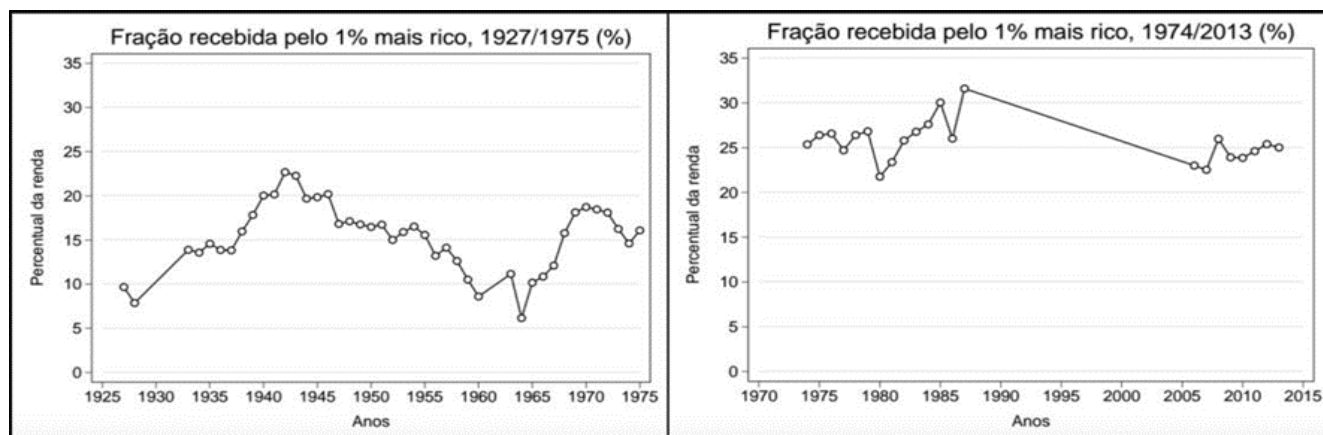 Fração recebida pelo 1% mais rico, 1927/1975 (%)
35
30
25
20
15
10
5
0
Percentual da renda
1925 1930 1935 1940 1945 1950 1955 1960 1965 1970 1975
Anos
Fração recebida pelo 1% mais rico, 1974/2013 (%)
35
30
25
20
15
10
5
0
Percentual da renda
1970 1975 1980 1985 1990 1995 2000 2005 2010 2015
Anos